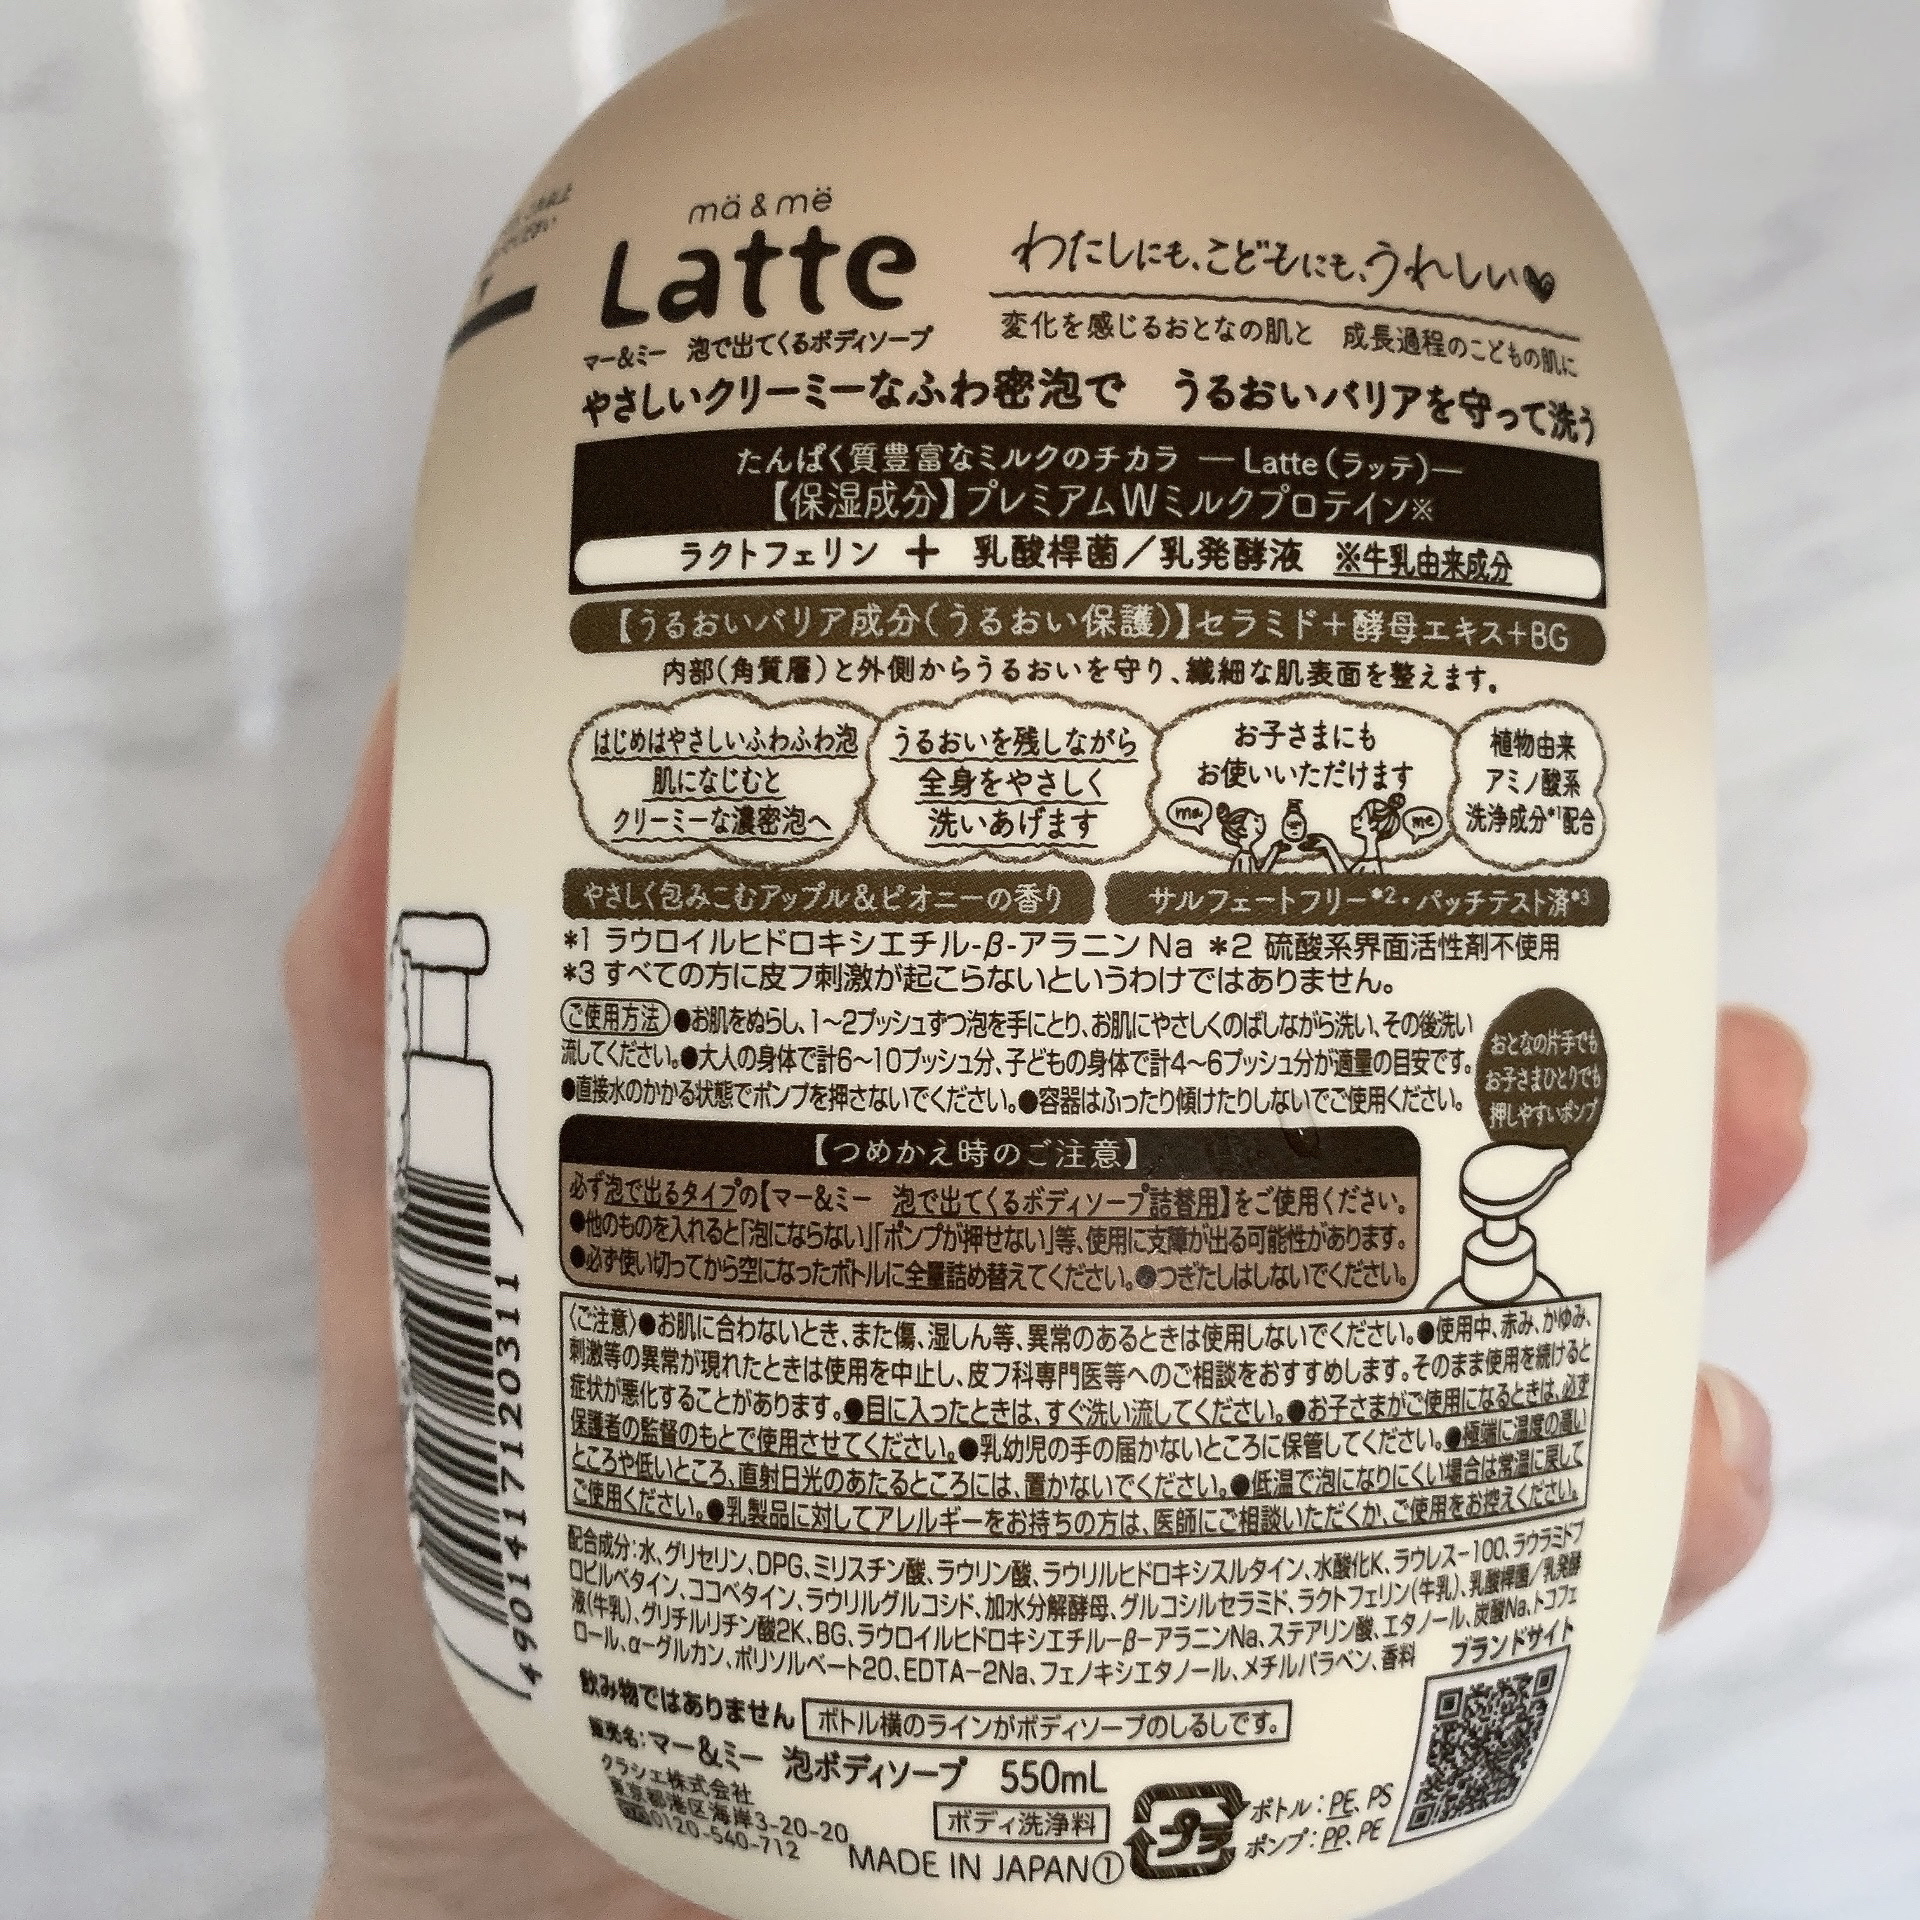 mä & më
Latte
マー&ミー 泡で出てくるボディソープ
わたしにも、こどもにも、うれしい
変化を感じるおとなの肌と 成長過程のこどもの肌に
やさしいクリーミーなふわ密泡で うるおいバリアを守って洗う
たんぱく質豊富なミルクのチカラ ―Latte(ラッテ)―
【保湿成分】プレミアムWミルクプロテイン※
ラクトフェリン + 乳酸桿菌/乳発酵液 ※牛乳由来成分
【うるおいバリア成分(うるおい保護)】セラミド+酵母エキス+BG
内部(角質層)と外側からうるおいを守り、繊細な肌表面を整えます。
はじめはやさしいふわふわ泡
肌になじむと
クリーミーな濃密泡へ
うるおいを残しながら
全身をやさしく
洗いあげます
お子さまにも
お使いいただけます
ma
me
植物由来
アミノ酸系
洗浄成分*1配合
やさしく包みこむアップル&ピオニーの香り
サルフェートフリー*2・パッチテスト済*3
*1 ラウロイルヒドロキシエチル-β-アラニンNa *2 硫酸系界面活性剤不使用
*3 すべての方に皮フ刺激が起こらないというわけではありません。
ご使用方法 ●お肌をぬらし、1~2プッシュずつ泡を手にとり、お肌にやさしくのばしながら洗い、その後洗い
流してください。●大人の身体で計6~10プッシュ分、子どもの身体で計4~6プッシュ分が適量の目安です。
●直接水のかかる状態でポンプを押さないでください。●容器はふったり傾けたりしないでご使用ください。
おとなの片手でも
お子さまひとりでも
押しやすいポンプ
【つめかえ時のご注意】
必ず泡で出るタイプの【マー&ミー 泡で出てくるボディソープ詰替用】をご使用ください。
●他のものを入れると「泡にならない」「ポンプが押せない」等、使用に支障が出る可能性があります。
●必ず使い切ってから空になったボトルに全量詰め替えてください。●つぎたしはしないでください。
〈ご注意〉●お肌に合わないとき、また傷、湿しん等、異常のあるときは使用しないでください。●使用中、赤み、かゆみ、
刺激等の異常が現れたときは使用を中止し、皮フ科専門医等へのご相談をおすすめします。そのまま使用を続けると
症状が悪化することがあります。●目に入ったときは、すぐ洗い流してください。●お子さまがご使用になるときは、必ず
保護者の監督のもとで使用させてください。●乳幼児の手の届かないところに保管してください。●極端に温度の高い
ところや低いところ、直射日光のあたるところには、置かないでください。●低温で泡になりにくい場合は常温に戻して
ご使用ください。●乳製品に対してアレルギーをお持ちの方は、医師にご相談いただくか、ご使用をお控えください。
配合成分:水、グリセリン、DPG、ミリスチン酸、ラウリン酸、ラウリルヒドロキシスルタイン、水酸化K、ラウレス-100、ラウラミドプ
ロピルベタイン、ココベタイン、ラウリルグルコシド、加水分解酵母、グルコシルセラミド、ラクトフェリン(牛乳)、乳酸桿菌/乳発酵
液(牛乳)、グリチルリチン酸2K、BG、ラウロイルヒドロキシエチル-β-アラニンNa、ステアリン酸、エタノール、炭酸Na、トコフェ
ロール、α-グルカン、ポリソルベート20、EDTA-2Na、フェノキシエタノール、メチルパラベン、香料
ブランドサイト
飲み物ではありません
ボトル横のラインがボディソープのしるしです。
販売名:マー&ミー 泡ボディソープ 550mL
クラシエ株式会社
東京都港区海岸3-20-20
0120-540-712
ボディ洗浄料
MADE IN JAPAN①
プラ
ボトル:PE、PS
ポンプ:PP、PE
4901417120311